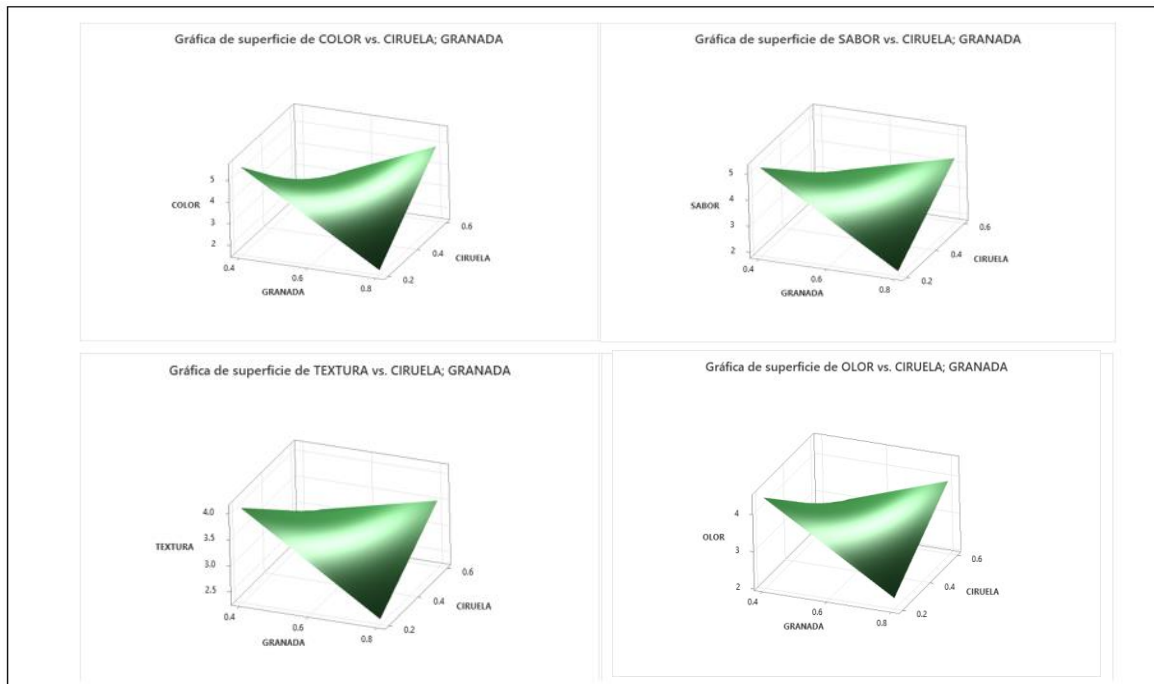 Gráfica de superficie de COLOR vs. CIRUELA; GRANADA
5
4
3
2
COLOR
0.4
0.6
0.8
GRANADA
0.2
0.4
0.6
CIRUELA
Gráfica de superficie de SABOR vs. CIRUELA; GRANADA
5
4
3
2
SABOR
0.4
0.6
0.8
GRANADA
0.2
0.4
0.6
CIRUELA
Gráfica de superficie de TEXTURA vs. CIRUELA; GRANADA
4.0
3.5
3.0
2.5
TEXTURA
0.4
0.6
0.8
GRANADA
0.2
0.4
0.6
CIRUELA
Gráfica de superficie de OLOR vs. CIRUELA; GRANADA
4
3
2
OLOR
0.4
0.6
0.8
GRANADA
0.2
0.4
0.6
CIRUELA